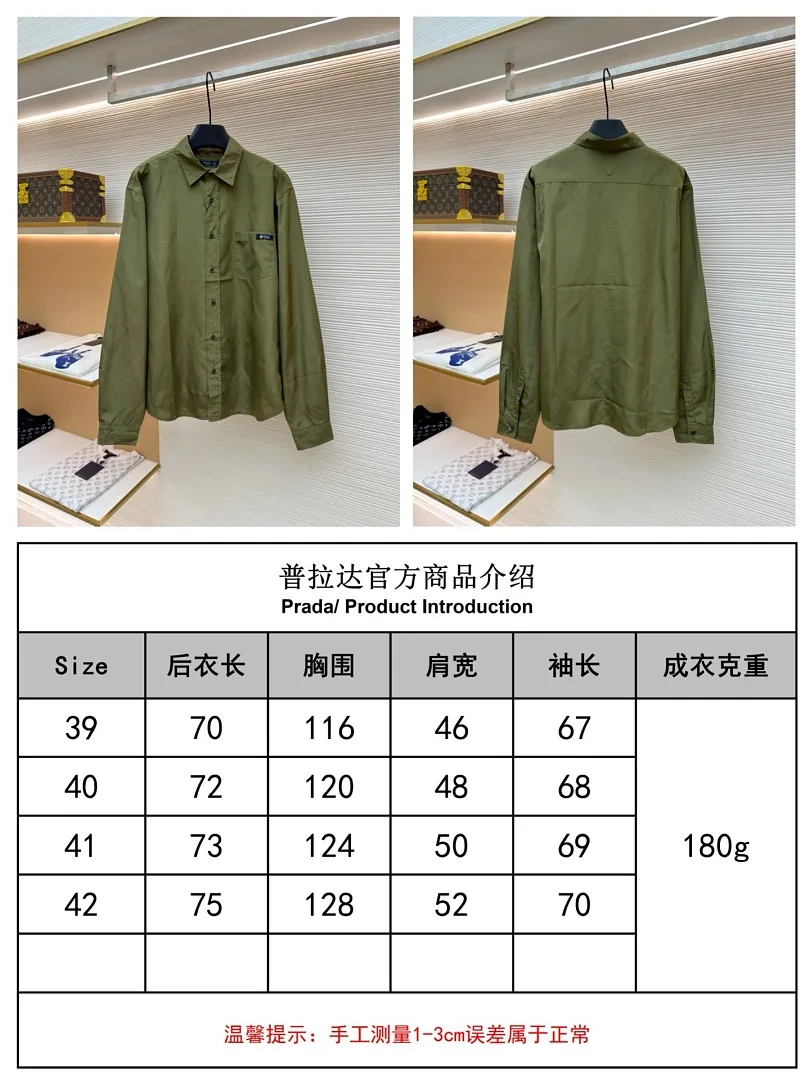 普拉达官方商品介绍
Prada/ Product Introduction
Size 后衣长 胸围 肩宽 袖长 成衣克重
39 70 116 46 67
40 72 120 48 68
41 73 124 50 69 180g
42 75 128 52 70
温馨提示：手工测量1-3cm误差属于正常